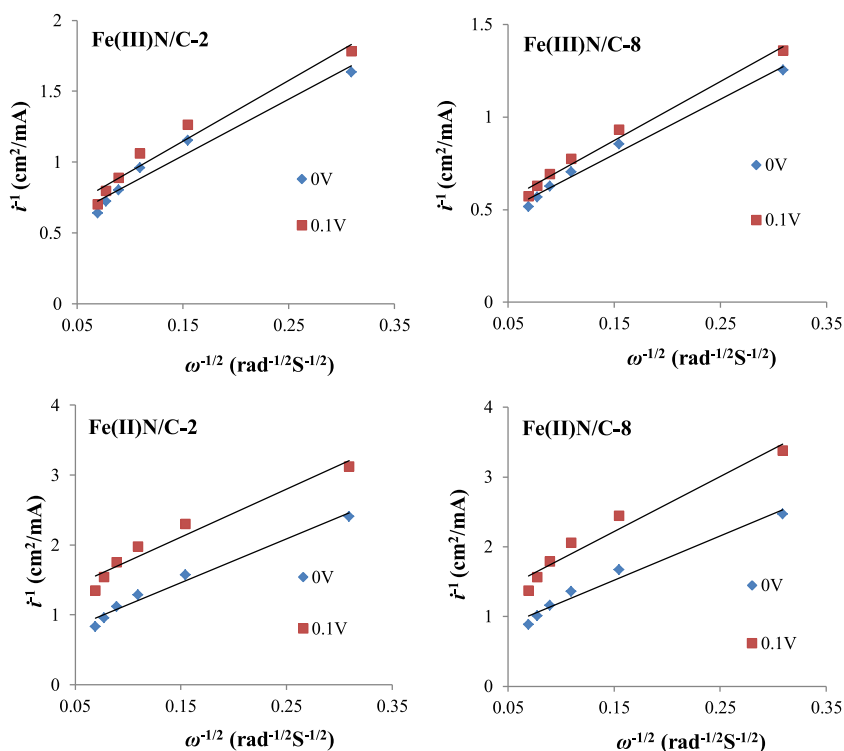 Fe(III)N/C-2
i⁻¹ (cm²/mA)
2
1.5
1
0.5
0
0.05
0.15
0.25
0.35
ω⁻¹/² (rad⁻¹/²S⁻¹/²)
0V
0.1V
Fe(III)N/C-8
i⁻¹ (cm²/mA)
1.5
1
0.5
0
0.05
0.15
0.25
0.35
ω⁻¹/² (rad⁻¹/²S⁻¹/²)
0V
0.1V
Fe(II)N/C-2
i⁻¹ (cm²/mA)
4
3
2
1
0
0.05
0.15
0.25
0.35
ω⁻¹/² (rad⁻¹/²S⁻¹/²)
0V
0.1V
Fe(II)N/C-8
i⁻¹ (cm²/mA)
4
3
2
1
0
0.05
0.15
0.25
0.35
ω⁻¹/² (rad⁻¹/²S⁻¹/²)
0V
0.1V